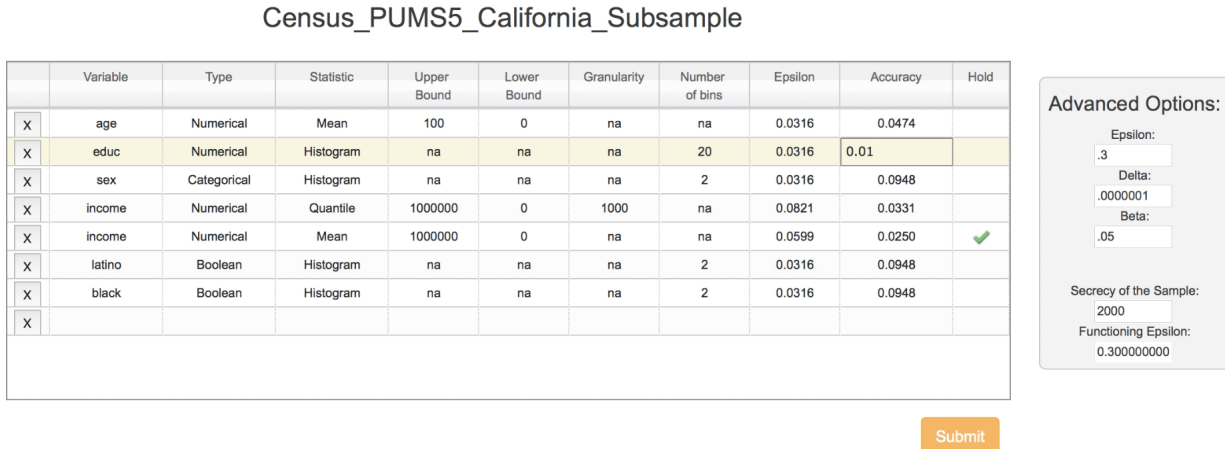 Census_PUMS5_California_Subsample
Variable Type Statistic Upper Bound Lower Bound Granularity Number of bins Epsilon Accuracy Hold
X age Numerical Mean 100 0 na na 0.0316 0.0474
X educ Numerical Histogram na na na 20 0.0316 0.01
X sex Categorical Histogram na na na 2 0.0316 0.0948
X income Numerical Quantile 1000000 0 1000 na 0.0821 0.0331
X income Numerical Mean 1000000 0 na na 0.0599 0.0250
X latino Boolean Histogram na na na 2 0.0316 0.0948
X black Boolean Histogram na na na 2 0.0316 0.0948
X
Submit
Advanced Options:
Epsilon:
.3
Delta:
.0000001
Beta:
.05
Secrecy of the Sample:
2000
Functioning Epsilon:
0.300000000